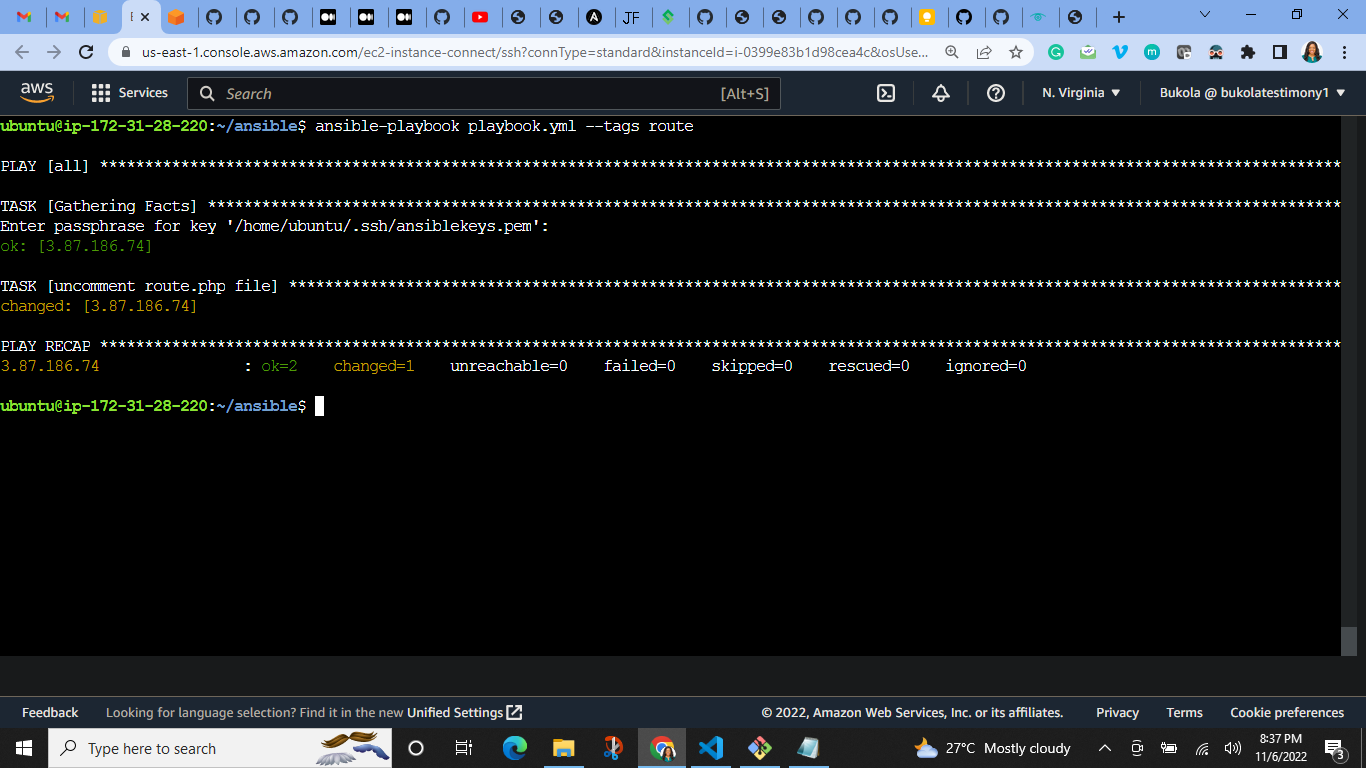 JF
us-east-1.console.aws.amazon.com/ec2-instance-connect/ssh?connType=standard&instanceId=i-0399e83b1d98cea4c&osUse...
aws Services Search [Alt+S] N. Virginia Bukola @ bukolatestimony1
ubuntu@ip-172-31-28-220:~/ansible$ ansible-playbook playbook.yml --tags route
PLAY [all] ******************************************************************************************************************************************
TASK [Gathering Facts] ******************************************************************************************************************************
Enter passphrase for key '/home/ubuntu/.ssh/ansiblekeys.pem':
ok: [3.87.186.74]
TASK [uncomment route.php file] *********************************************************************************************************************
changed: [3.87.186.74]
PLAY RECAP ******************************************************************************************************************************************
3.87.186.74 : ok=2 changed=1 unreachable=0 failed=0 skipped=0 rescued=0 ignored=0
ubuntu@ip-172-31-28-220:~/ansible$
Feedback Looking for language selection? Find it in the new Unified Settings © 2022, Amazon Web Services, Inc. or its affiliates. Privacy Terms Cookie preferences
Type here to search 27°C Mostly cloudy 8:37 PM
11/6/2022 3